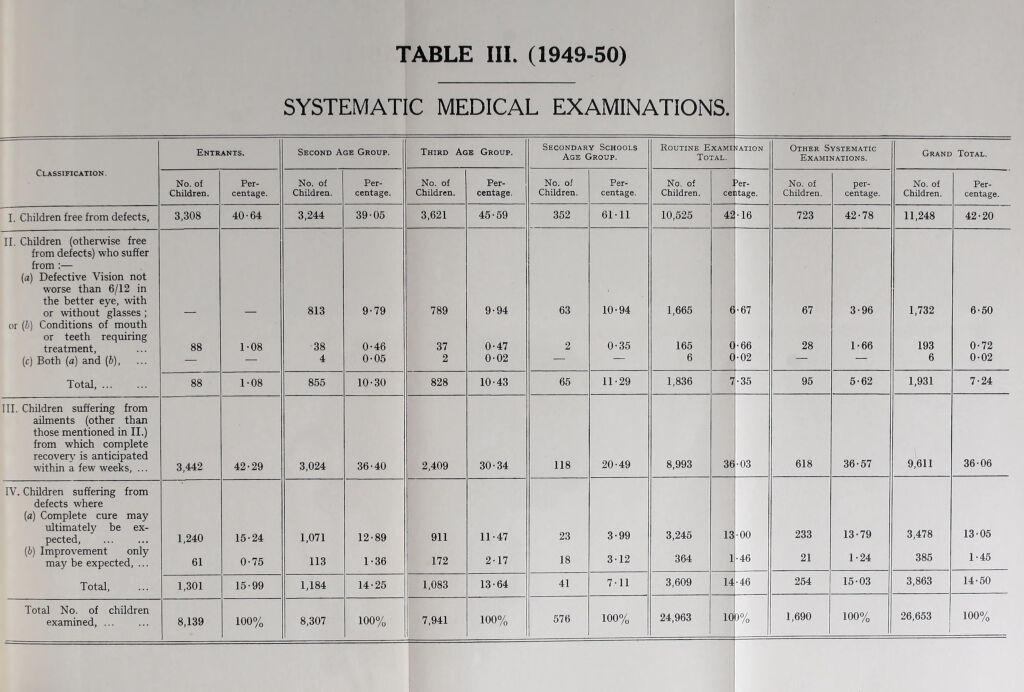 TABLE III. (1949-50)
SYSTEMATIC MEDICAL EXAMINATIONS.
Classification. Entrants. Second Age Group. Third Age Group. Secondary Schools Age Group. Routine Examination Total. Other Systematic Examinations. Grand Total.
No. of Children. Per-centage. No. of Children. Per-centage. No. of Children. Per-centage. No. of Children. Per-centage. No. of Children. Per-centage. No. of Children. per-centage. No. of Children. Per-centage.
I. Children free from defects, 3,308 40·64 3,244 39·05 3,621 45·59 352 61·11 10,525 42·16 723 42·78 11,248 42·20
II. Children (otherwise free
from defects) who suffer
from :—
(a) Defective Vision not
worse than 6/12 in
the better eye, with
or without glasses ; — — 813 9·79 789 9·94 63 10·94 1,665 6·67 67 3·96 1,732 6·50
or (b) Conditions of mouth
or teeth requiring
treatment, ... 88 1·08 38 0·46 37 0·47 2 0·35 165 0·66 28 1·66 193 0·72
(c) Both (a) and (b), ... — — 4 0·05 2 0·02 — — 6 0·02 — — 6 0·02
Total, ... ... 88 1·08 855 10·30 828 10·43 65 11·29 1,836 7·35 95 5·62 1,931 7·24
III. Children suffering from
ailments (other than
those mentioned in II.)
from which complete
recovery is anticipated
within a few weeks, ... 3,442 42·29 3,024 36·40 2,409 30·34 118 20·49 8,993 36·03 618 36·57 9,611 36·06
IV. Children suffering from
defects where
(a) Complete cure may
ultimately be ex-
pected, ... ... 1,240 15·24 1,071 12·89 911 11·47 23 3·99 3,245 13·00 233 13·79 3,478 13·05
(b) Improvement only
may be expected, ... 61 0·75 113 1·36 172 2·17 18 3·12 364 1·46 21 1·24 385 1·45
Total, ... 1,301 15·99 1,184 14·25 1,083 13·64 41 7·11 3,609 14·46 254 15·03 3,863 14·50
Total No. of children
examined, ... ... 8,139 100% 8,307 100% 7,941 100% 576 100% 24,963 100% 1,690 100% 26,653 100%